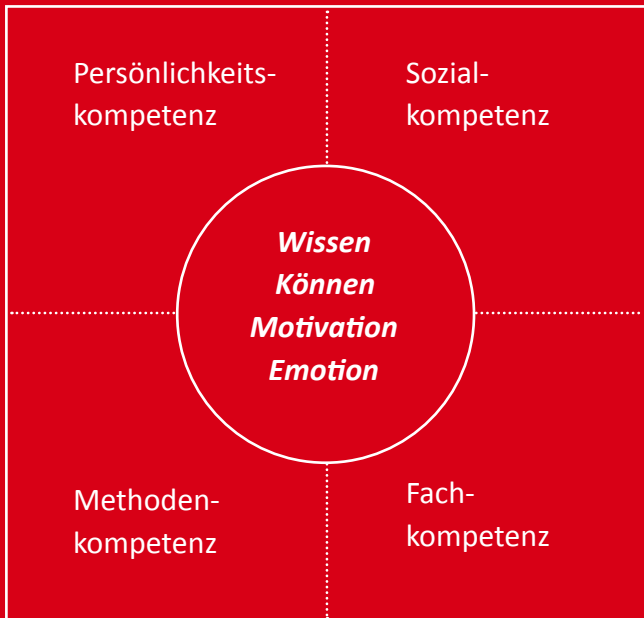 Persönlichkeits-
kompetenz
Sozial-
kompetenz
Wissen
Können
Motivation
Emotion
Methoden-
kompetenz
Fach-
kompetenz